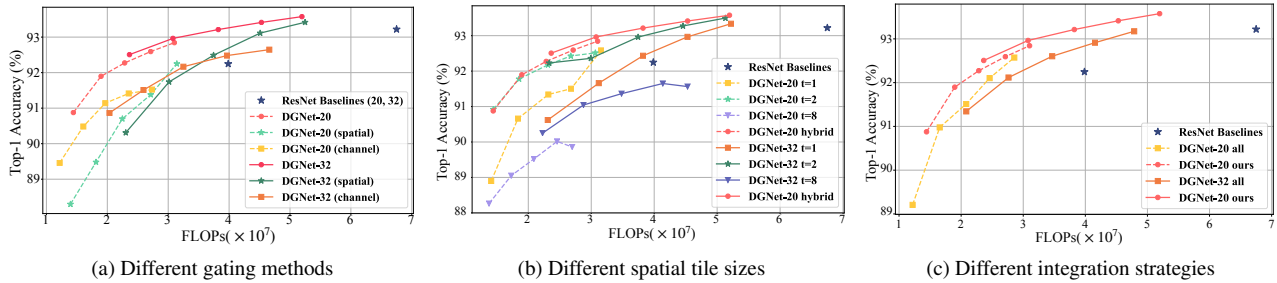 Top-1 Accuracy (%)
93
92
91
90
89
1
2
3
4
5
6
7
FLOPs(×10⁷)
ResNet Baselines (20, 32)
DGNet-20
DGNet-20 (spatial)
DGNet-20 (channel)
DGNet-32
DGNet-32 (spatial)
DGNet-32 (channel)
(a) Different gating methods
Top-1 Accuracy (%)
93
92
91
90
89
88
1
2
3
4
5
6
7
FLOPs(×10⁷)
ResNet Baselines
DGNet-20 t=1
DGNet-20 t=2
DGNet-20 t=8
DGNet-20 hybrid
DGNet-32 t=1
DGNet-32 t=2
DGNet-32 t=8
DGNet-20 hybrid
(b) Different spatial tile sizes
Top-1 Accuracy (%)
93
92
91
90
89
1
2
3
4
5
6
7
FLOPs(×10⁷)
ResNet Baselines
DGNet-20 all
DGNet-20 ours
DGNet-32 all
DGNet-20 ours
(c) Different integration strategies